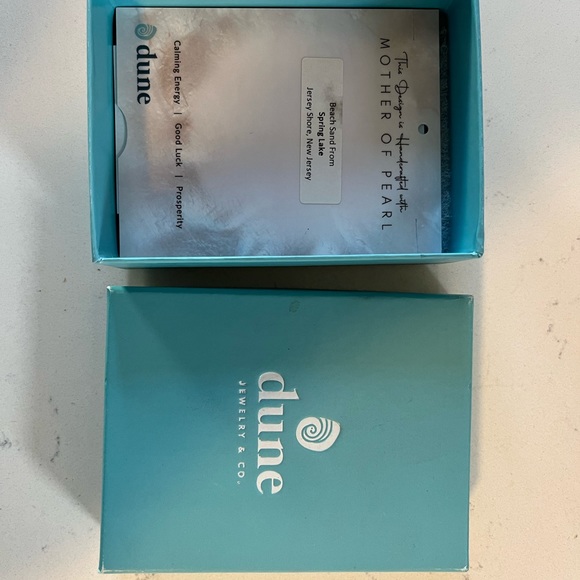 This Design is Handcrafted with
MOTHER OF PEARL
Beach Sand From
Spring Lake
Jersey Shore, New Jersey
dune
Calming Energy | Good Luck | Prosperity
dune
JEWELRY & CO.